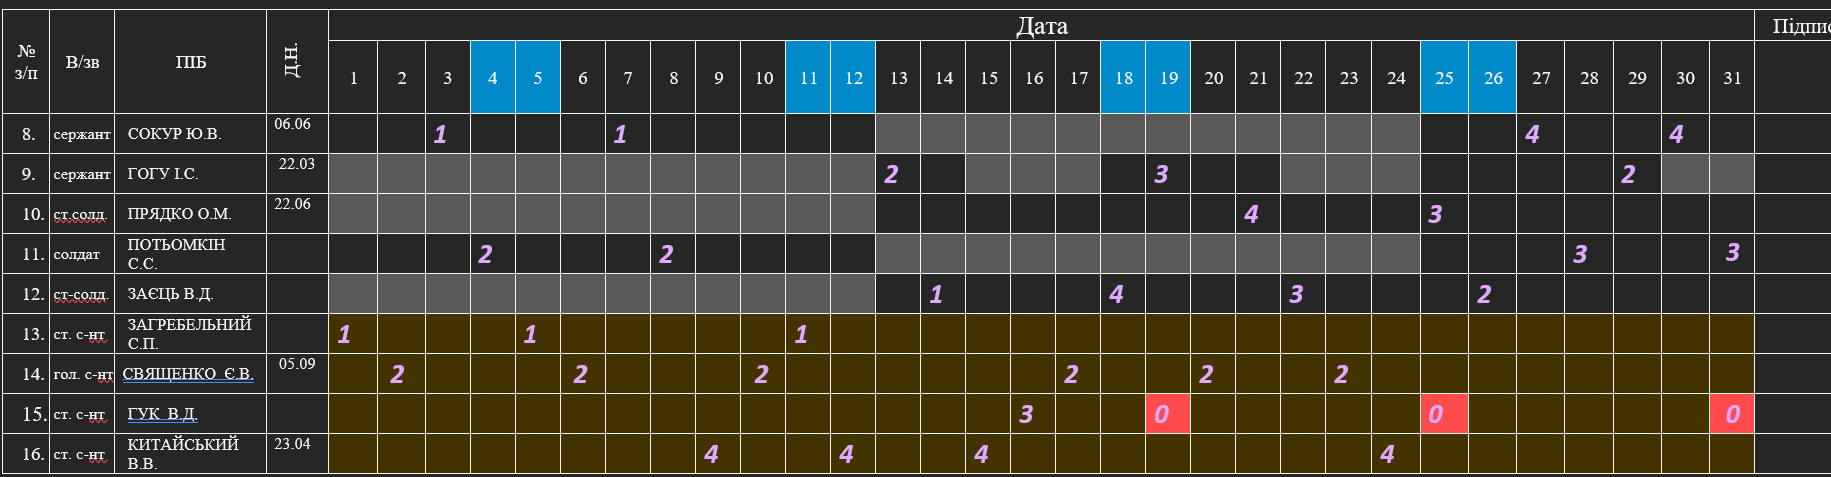 № з/п В/зв ПІБ Д.Н. Дата Підпис
1 2 3 4 5 6 7 8 9 10 11 12 13 14 15 16 17 18 19 20 21 22 23 24 25 26 27 28 29 30 31
8. сержант СОКУР Ю.В. 06.06 1 1 4 4
9. сержант ГОГУ І.С. 22.03 2 3 2
10. ст.солд. ПРЯДКО О.М. 22.06 4 3
11. солдат ПОТЬОМКІН С.С. 2 2 3 3
12. ст-солд. ЗАЄЦЬ В.Д. 1 4 3 2
13. ст. с-нт ЗАГРЕБЕЛЬНИЙ С.П. 1 1 1
14. гол. с-нт СВЯЩЕНКО Є.В. 05.09 2 2 2 2 2 2
15. ст. с-нт ГУК В.Д. 3 0 0 0
16. ст. с-нт КИТАЙСЬКИЙ В.В. 23.04 4 4 4 4